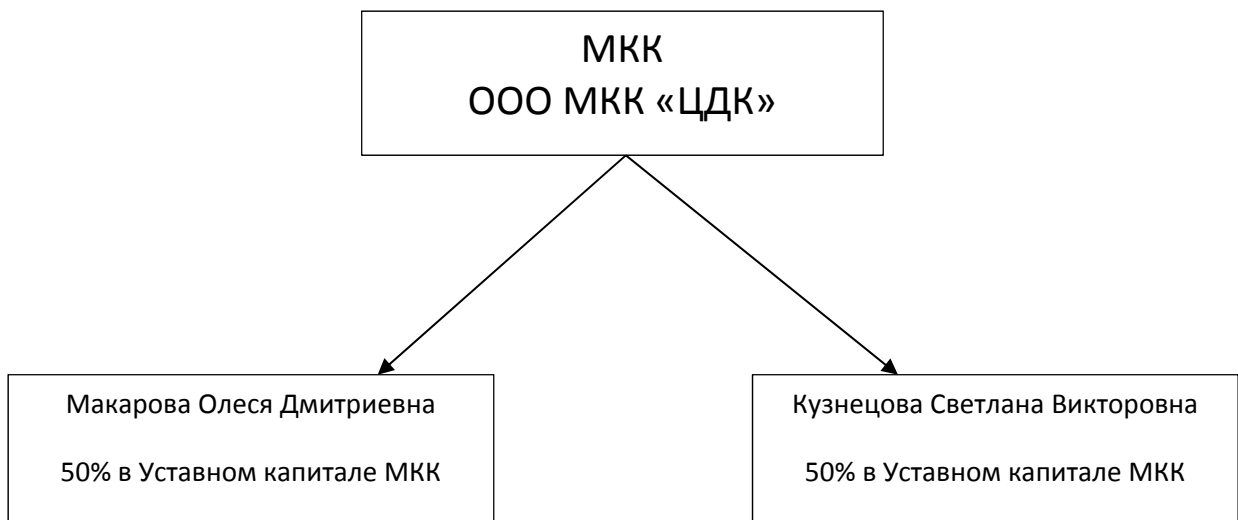 МКК
ООО МКК «ЦДК»
Макарова Олеся Дмитриевна
50% в Уставном капитале МКК
Кузнецова Светлана Викторовна
50% в Уставном капитале МКК